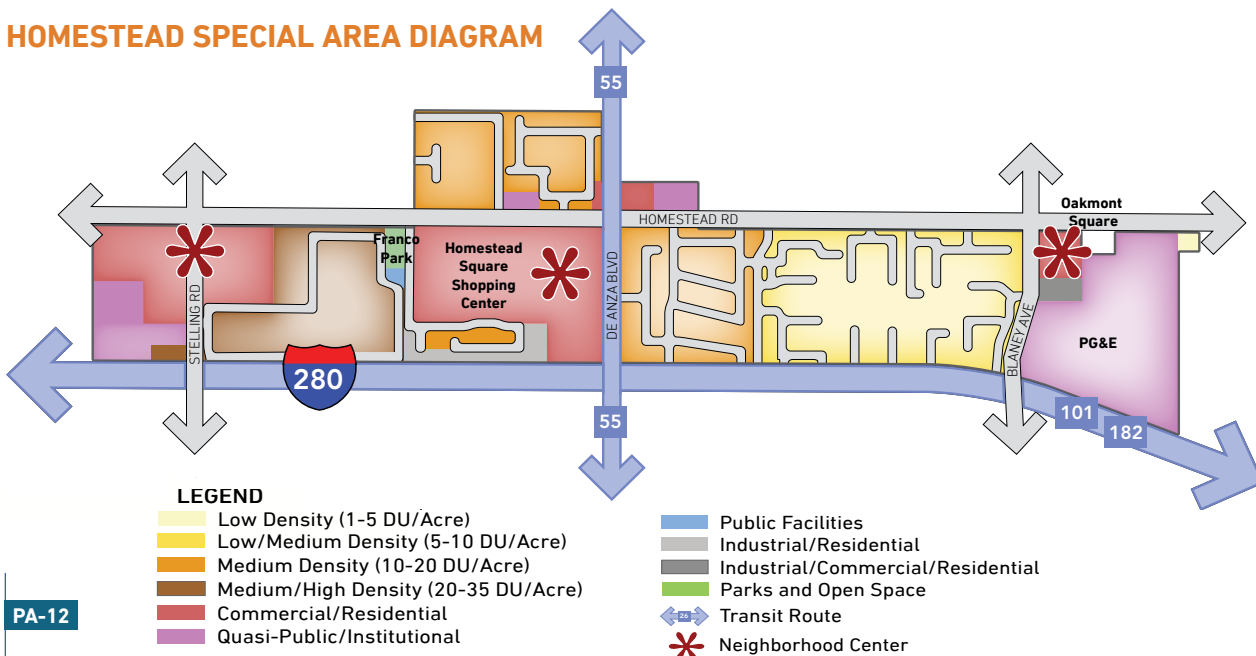 HOMESTEAD SPECIAL AREA DIAGRAM
55
HOMESTEAD RD
Oakmont
Square
Franco
Park
Homestead
Square
Shopping
Center
STELLING RD
DE ANZA BLVD
BLANEY AVE
PG&E
280
55
101
182
LEGEND
Low Density (1-5 DU/Acre)
Low/Medium Density (5-10 DU/Acre)
Medium Density (10-20 DU/Acre)
Medium/High Density (20-35 DU/Acre)
Commercial/Residential
Quasi-Public/Institutional
Public Facilities
Industrial/Residential
Industrial/Commercial/Residential
Parks and Open Space
26 Transit Route
Neighborhood Center
PA-12